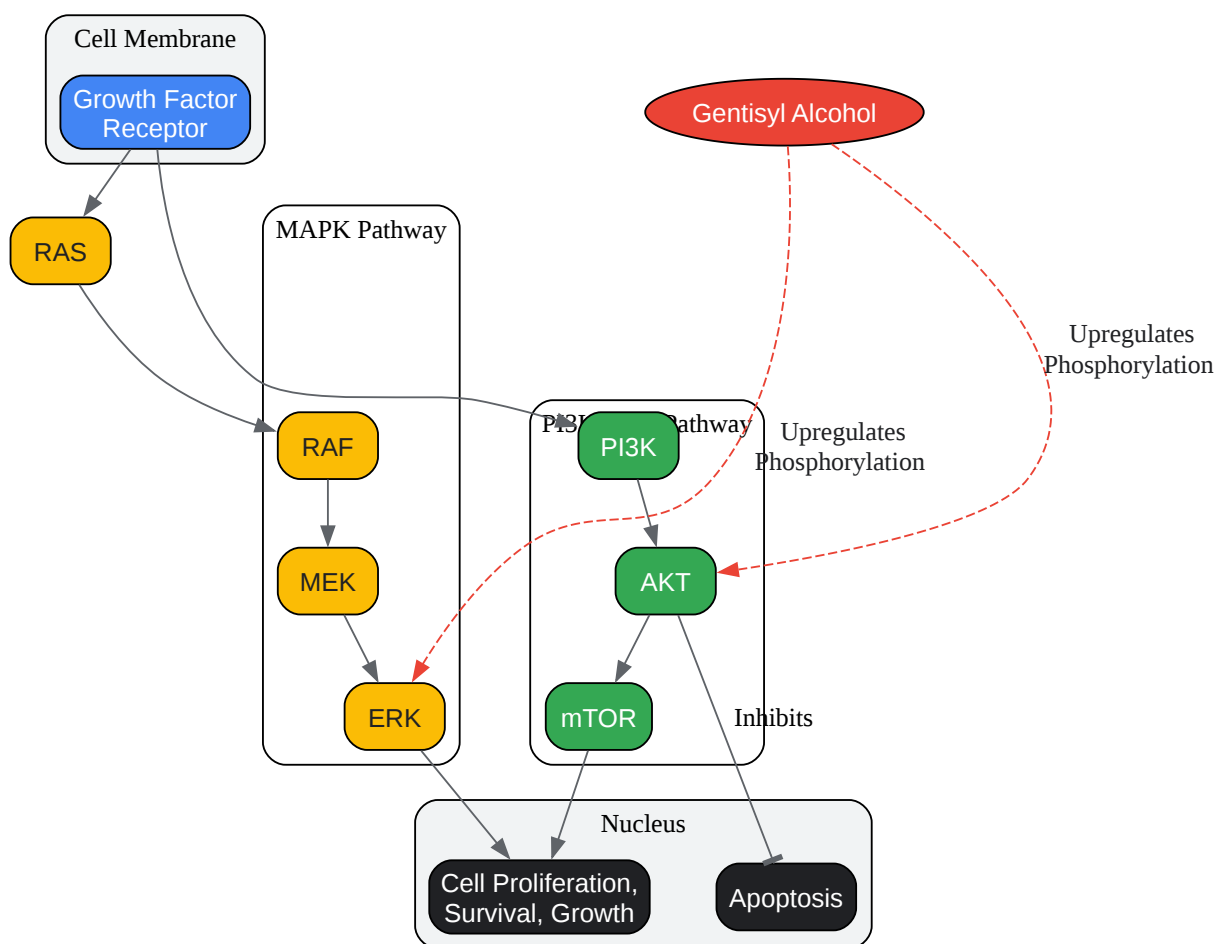 Cell Membrane
Growth Factor
Receptor
Gentisyl Alcohol
RAS
MAPK Pathway
Upregulates
Phosphorylation
RAF
Pathway
PI3K
Upregulates
Phosphorylation
MEK
AKT
ERK
mTOR
Inhibits
Nucleus
Cell Proliferation,
Survival, Growth
Apoptosis